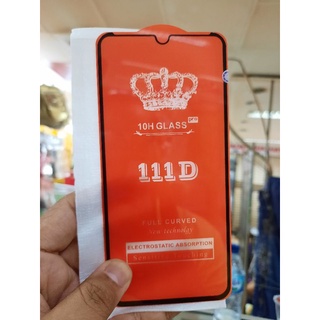 10H GLASS
111D
FULL CURVED
New technology
ELECTROSTATIC ABSORPTION